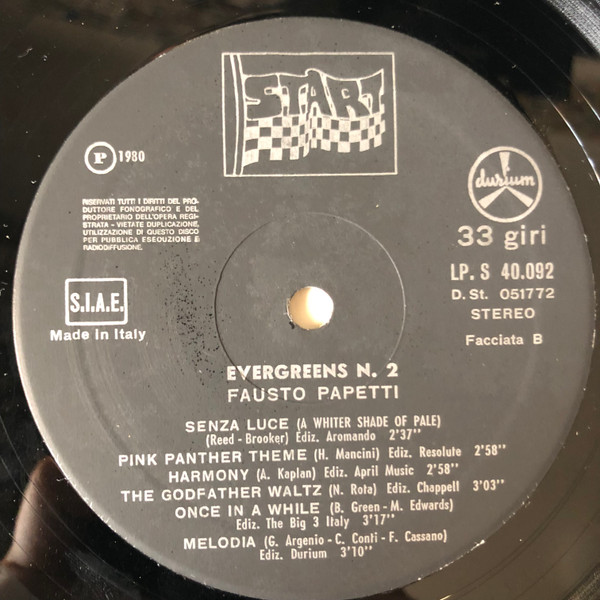 START
P 1980
RISERVATI TUTTI I DIRITTI DEL PRO-
DUTTORE FONOGRAFICO E DEL
PROPRIETARIO DELL'OPERA REGI-
STRATA - VIETATE DUPLICAZIONE,
UTILIZZAZIONE DI QUESTO DISCO
PER PUBBLICA ESECUZIONE E
RADIODIFFUSIONE.
S.I.A.E.
Made in Italy
durium
33 giri
LP. S 40.092
D. St. 051772
STEREO
Facciata B
EVERGREENS N. 2
FAUSTO PAPETTI
SENZA LUCE (A WHITER SHADE OF PALE)
(Reed - Brooker) Ediz. Aromando 2'37''
PINK PANTHER THEME (H. Mancini) Ediz. Resolute 2'58''
HARMONY (A. Kaplan) Ediz. April Music 2'58''
THE GODFATHER WALTZ (N. Rota) Ediz. Chappell 3'03''
ONCE IN A WHILE (B. Green - M. Edwards)
Ediz. The Big 3 Italy 3'17''
MELODIA (G. Argenio - C. Conti - F. Cassano)
Ediz. Durium 3'10''